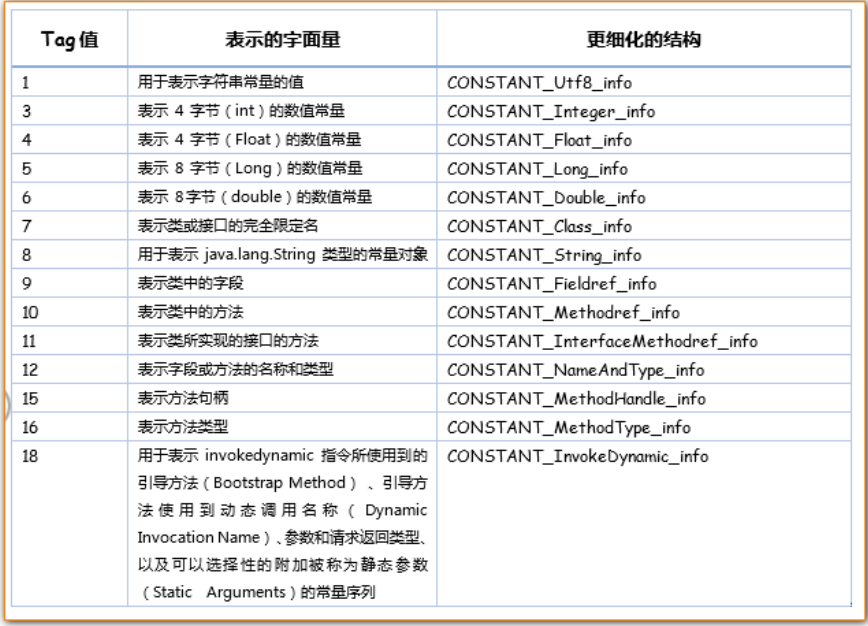 Tag值 表示的字面量 更细化的结构
1 用于表示字符串常量的值 CONSTANT_Utf8_info
3 表示 4 字节（int）的数值常量 CONSTANT_Integer_info
4 表示 4 字节（Float）的数值常量 CONSTANT_Float_info
5 表示 8 字节（Long）的数值常量 CONSTANT_Long_info
6 表示 8字节（double）的数值常量 CONSTANT_Double_info
7 表示类或接口的完全限定名 CONSTANT_Class_info
8 用于表示 java.lang.String 类型的常量对象 CONSTANT_String_info
9 表示类中的字段 CONSTANT_Fieldref_info
10 表示类中的方法 CONSTANT_Methodref_info
11 表示类所实现的接口的方法 CONSTANT_InterfaceMethodref_info
12 表示字段或方法的名称和类型 CONSTANT_NameAndType_info
15 表示方法句柄 CONSTANT_MethodHandle_info
16 表示方法类型 CONSTANT_MethodType_info
18 用于表示 invokedynamic 指令所使用到的 CONSTANT_InvokeDynamic_info
引导方法（Bootstrap Method） 、引导方
法使用到动态调用名称（ Dynamic
Invocation Name）、参数和请求返回类型、
以及可以选择性的附加被称为静态参数
（Static Arguments）的常量序列